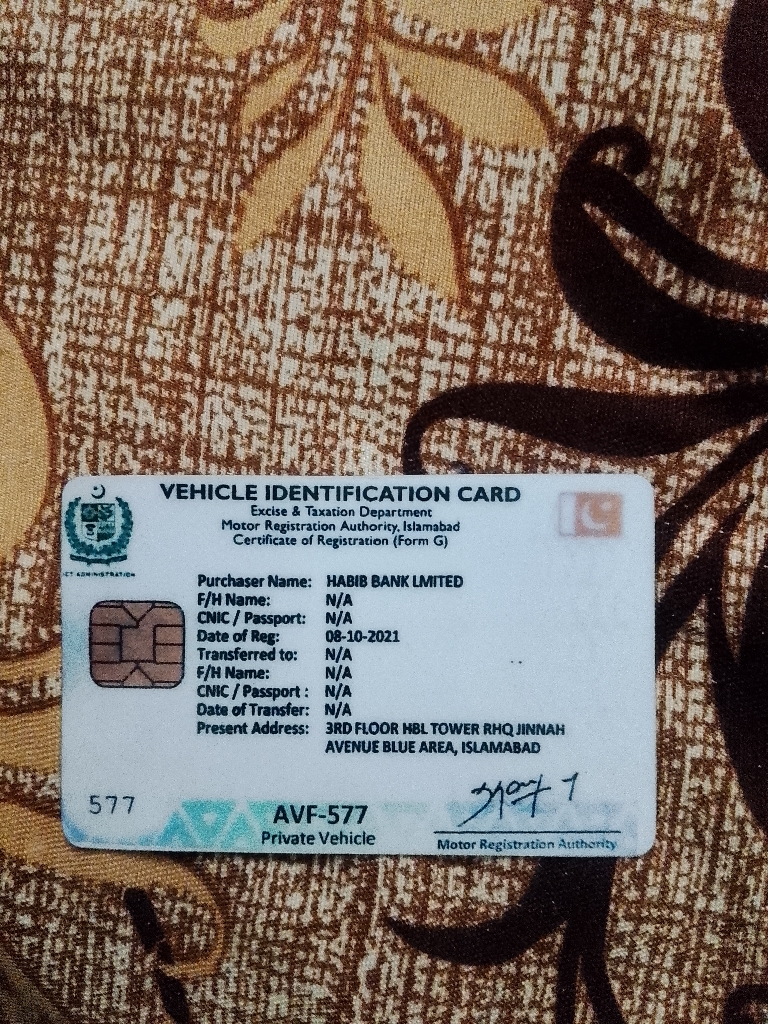 VEHICLE IDENTIFICATION CARD
Excise & Taxation Department
Motor Registration Authority, Islamabad
Certificate of Registration (Form G)
ICT ADMINISTRATION
Purchaser Name: HABIB BANK LMITED
F/H Name: N/A
CNIC / Passport: N/A
Date of Reg: 08-10-2021
Transferred to: N/A
F/H Name: N/A
CNIC / Passport : N/A
Date of Transfer: N/A
Present Address: 3RD FLOOR HBL TOWER RHQ JINNAH
AVENUE BLUE AREA, ISLAMABAD
577
AVF-577
Private Vehicle
Motor Registration Authority